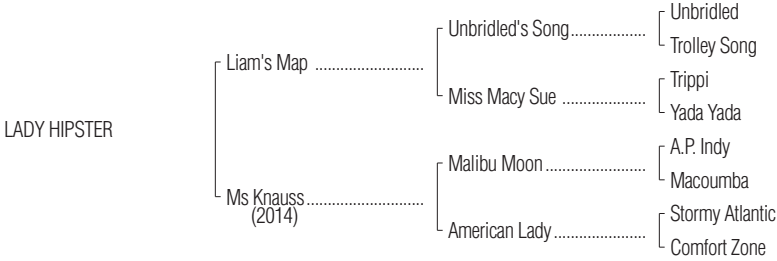 Unbridled
Unbridled's Song..................
Trolley Song
Liam's Map ..........................
Trippi
Miss Macy Sue ....................
Yada Yada
LADY HIPSTER
A.P. Indy
Malibu Moon........................
Macoumba
Ms Knauss............................
(2014)
Stormy Atlantic
American Lady......................
Comfort Zone